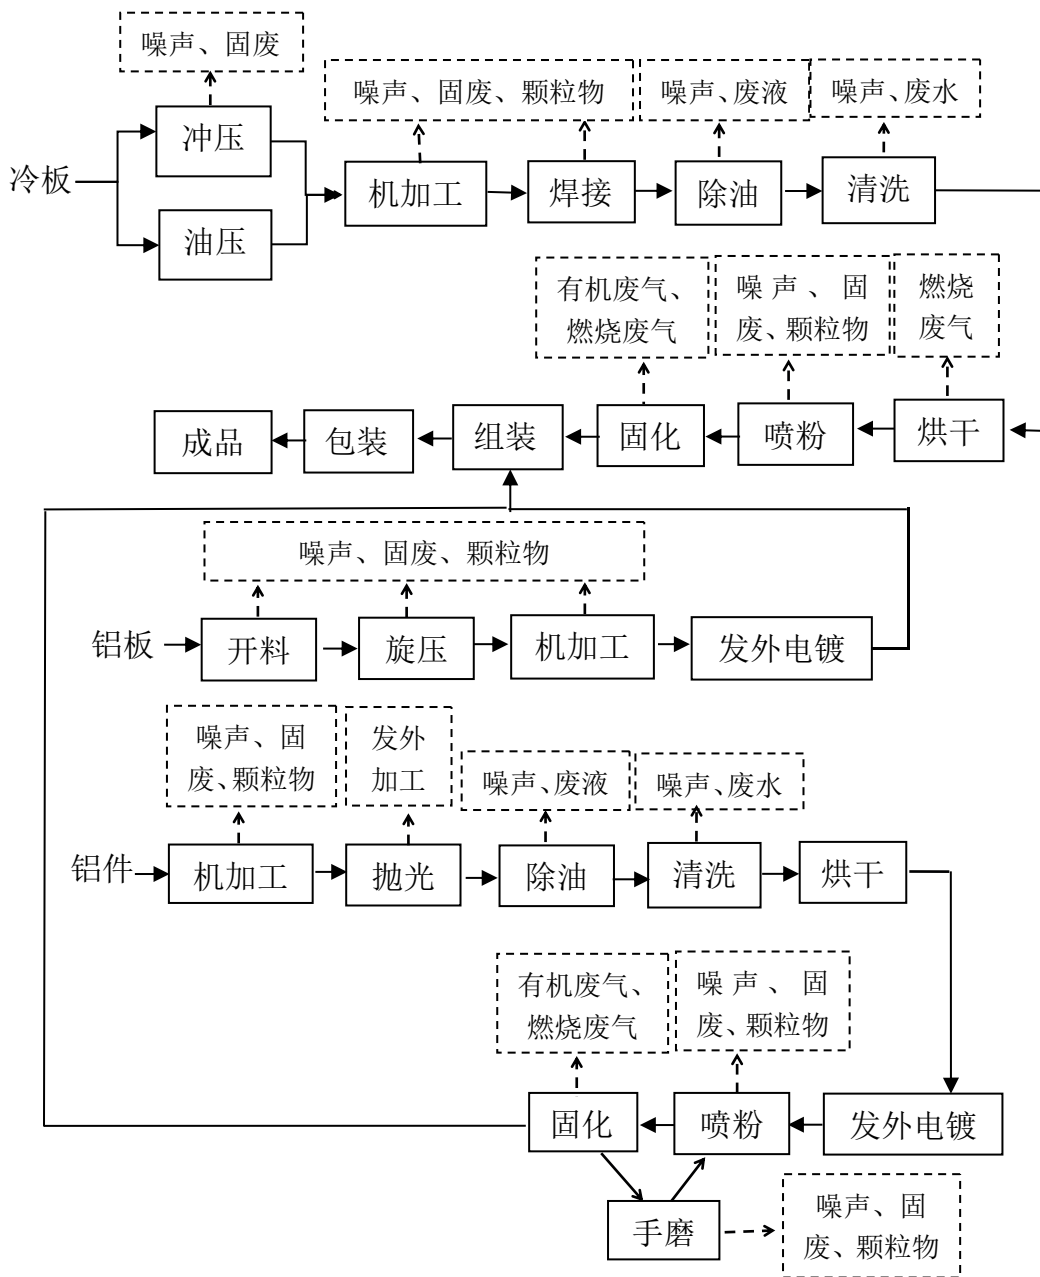 噪声、固废
噪声、固废、颗粒物
噪声、废液
噪声、废水
冷板
冲压
油压
机加工
焊接
除油
清洗
有机废气、
燃烧废气
噪声、固
废、颗粒物
燃烧
废气
成品
包装
组装
固化
喷粉
烘干
噪声、固废、颗粒物
铝板
开料
旋压
机加工
发外电镀
噪声、固
废、颗粒物
发外
加工
噪声、废液
噪声、废水
铝件
机加工
抛光
除油
清洗
烘干
有机废气、
燃烧废气
噪声、固
废、颗粒物
固化
喷粉
发外电镀
手磨
噪声、固
废、颗粒物